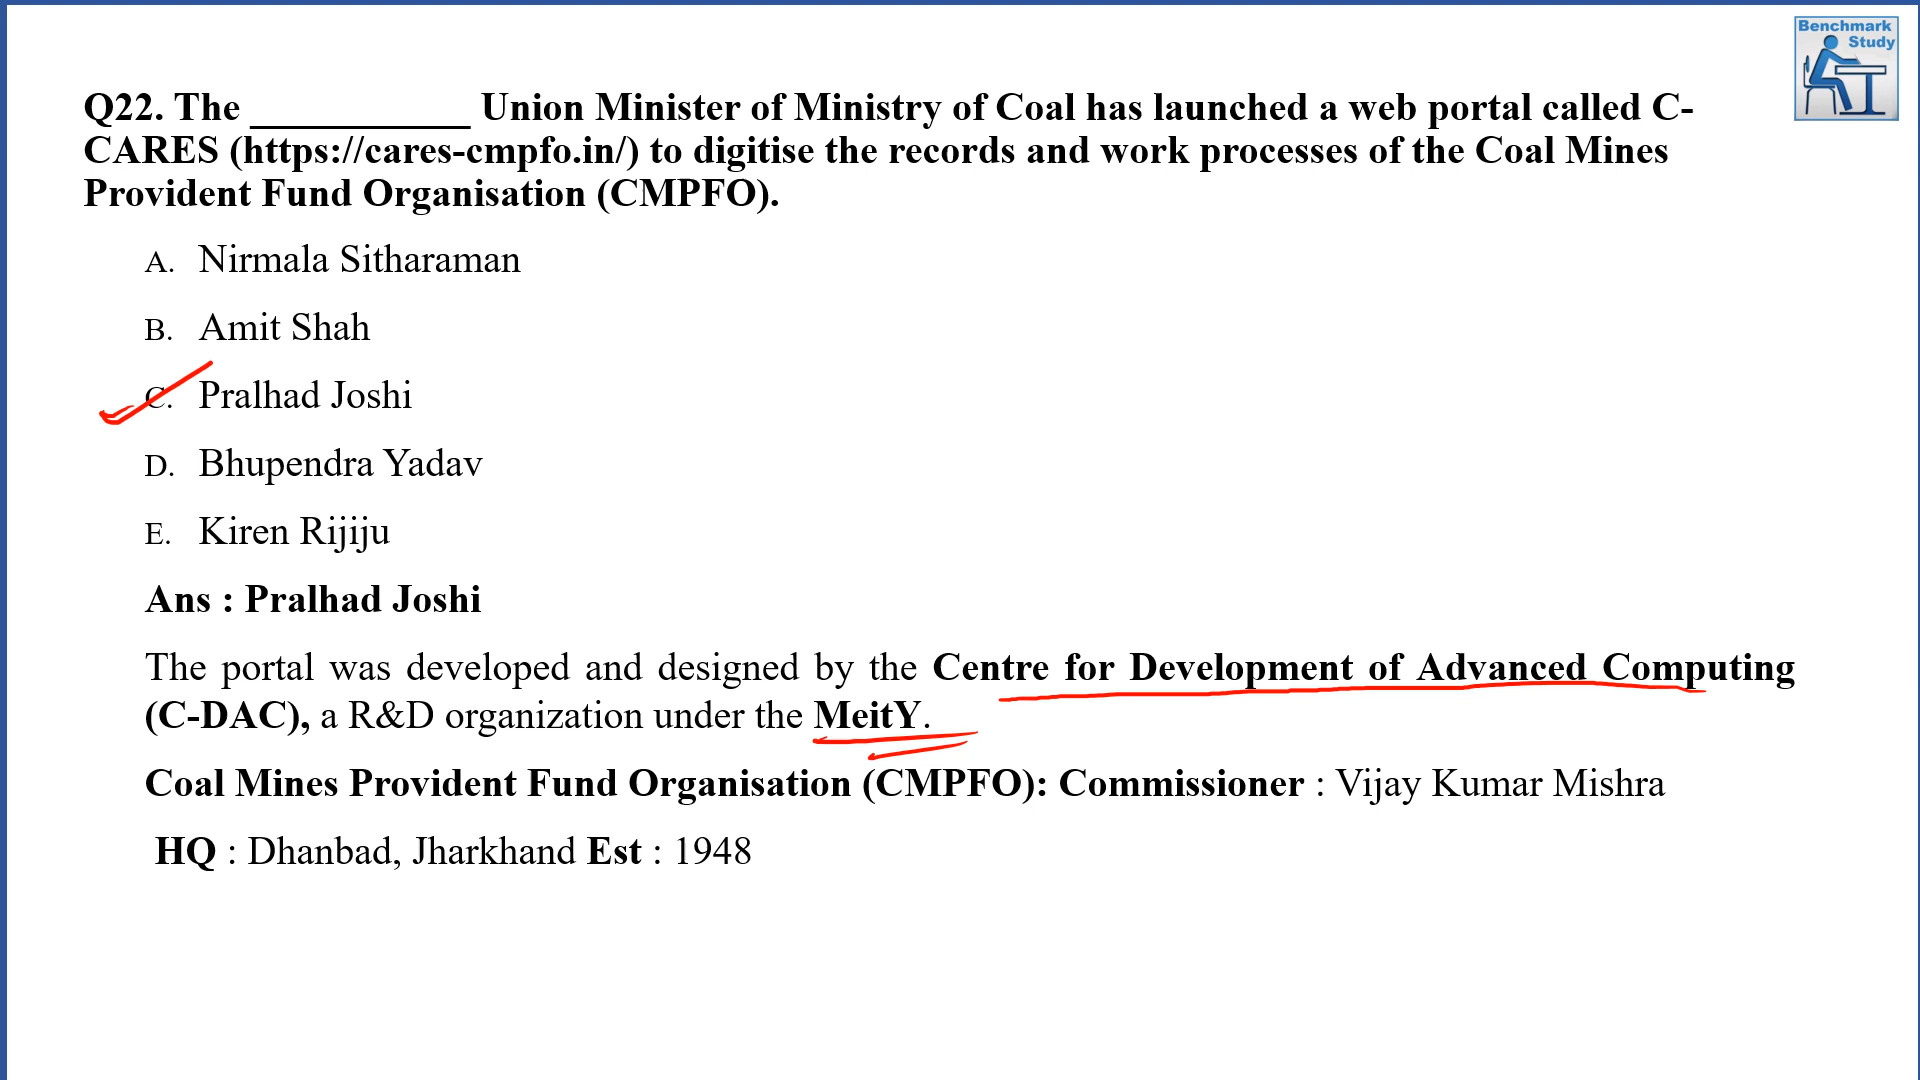 Benchmark
Study
Q22. The ___________ Union Minister of Ministry of Coal has launched a web portal called C-
CARES (https://cares-cmpfo.in/) to digitise the records and work processes of the Coal Mines
Provident Fund Organisation (CMPFO).
A. Nirmala Sitharaman
B. Amit Shah
C. Pralhad Joshi
D. Bhupendra Yadav
E. Kiren Rijiju
Ans : Pralhad Joshi
The portal was developed and designed by the Centre for Development of Advanced Computing
(C-DAC), a R&D organization under the MeitY.
Coal Mines Provident Fund Organisation (CMPFO): Commissioner : Vijay Kumar Mishra
HQ : Dhanbad, Jharkhand Est : 1948